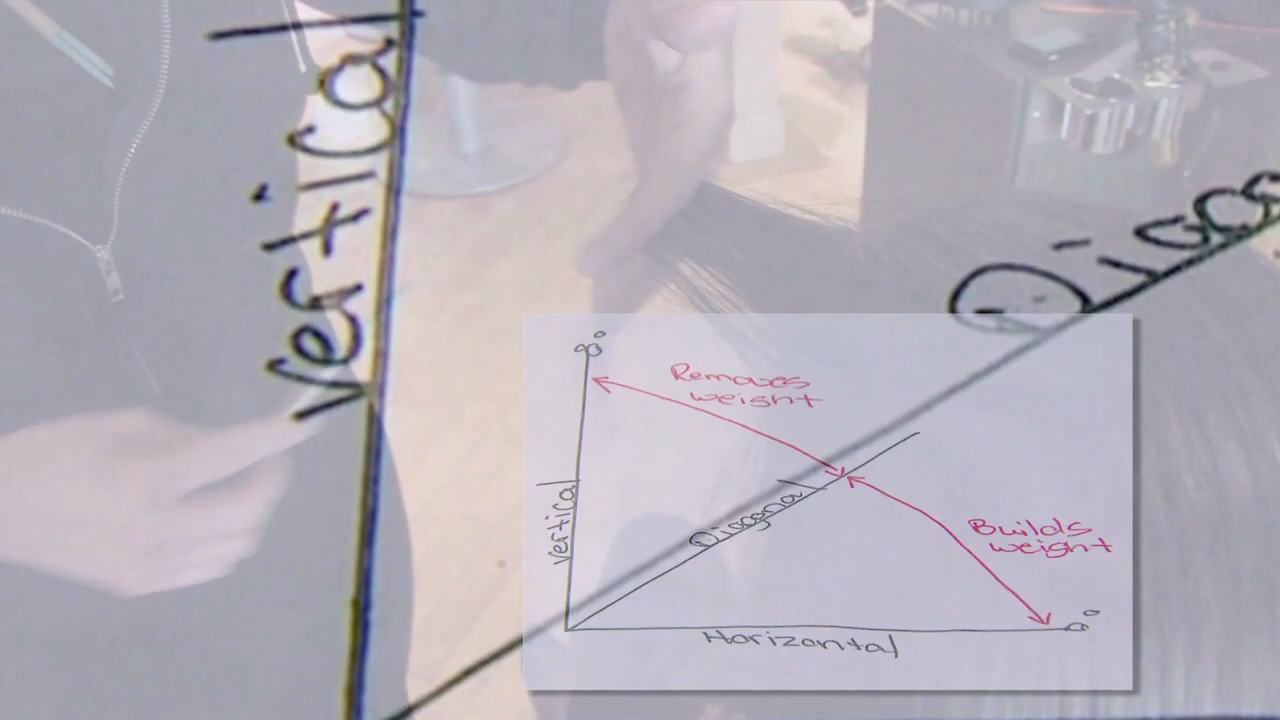 vertical
Diago
90°
Removes
weight
vertical
Diagonal
Builds
weight
Horizontal
0°